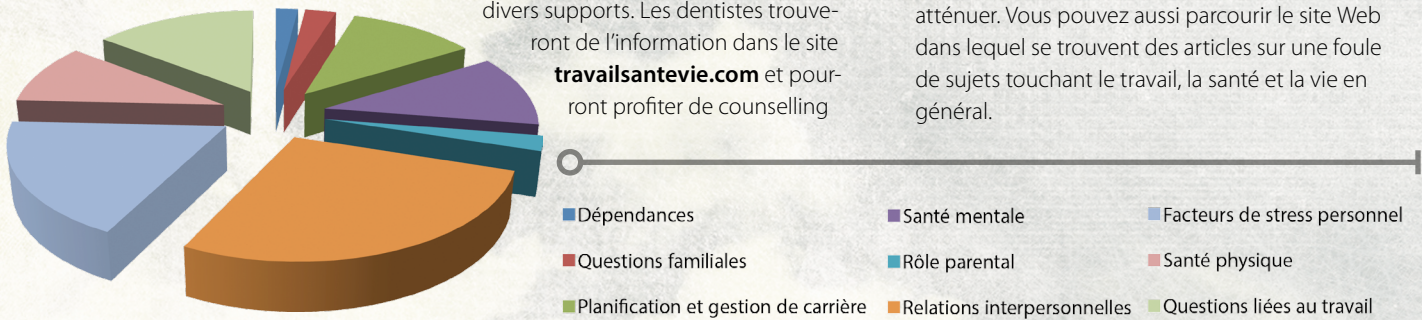 divers supports. Les dentistes trouve-
ront de l'information dans le site
travailsantevie.com et pour-
ront profiter de counselling
atténuer. Vous pouvez aussi parcourir le site Web
dans lequel se trouvent des articles sur une foule
de sujets touchant le travail, la santé et la vie en
général.
Dépendances
Questions familiales
Planification et gestion de carrière
Santé mentale
Rôle parental
Relations interpersonnelles
Facteurs de stress personnel
Santé physique
Questions liées au travail